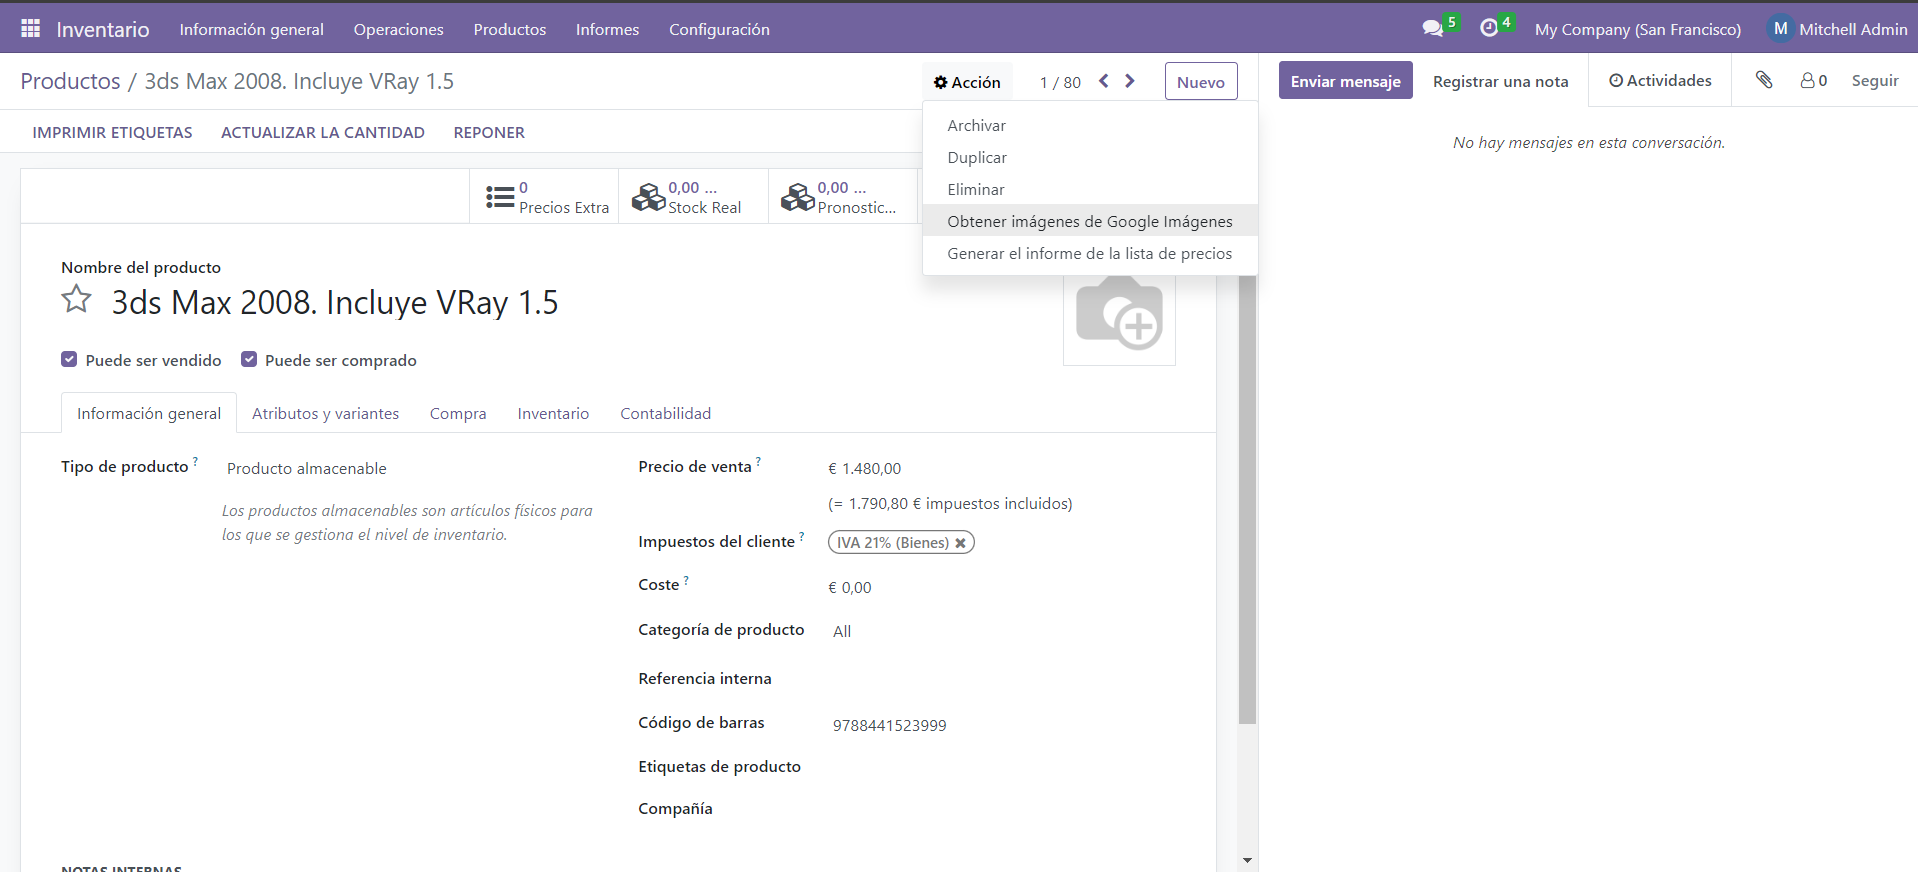 Inventario Información general Operaciones Productos Informes Configuración 5 4 My Company (San Francisco) M Mitchell Admin
Productos / 3ds Max 2008. Incluye VRay 1.5 Acción 1 / 80 Nuevo Enviar mensaje Registrar una nota Actividades 0 Seguir
IMPRIMIR ETIQUETAS ACTUALIZAR LA CANTIDAD REPONER
Archivar
Duplicar
Eliminar
Obtener imágenes de Google Imágenes
Generar el informe de la lista de precios
No hay mensajes en esta conversación.
0
Precios Extra
0,00 ...
Stock Real
0,00 ...
Pronostic...
Nombre del producto
3ds Max 2008. Incluye VRay 1.5
Puede ser vendido Puede ser comprado
Información general Atributos y variantes Compra Inventario Contabilidad
Tipo de producto ? Producto almacenable
Los productos almacenables son artículos físicos para
los que se gestiona el nivel de inventario.
Precio de venta ? € 1.480,00
(= 1.790,80 € impuestos incluidos)
Impuestos del cliente ? IVA 21% (Bienes)
Coste ? € 0,00
Categoría de producto All
Referencia interna
Código de barras 9788441523999
Etiquetas de producto
Compañía
NOTAS INTERNAS